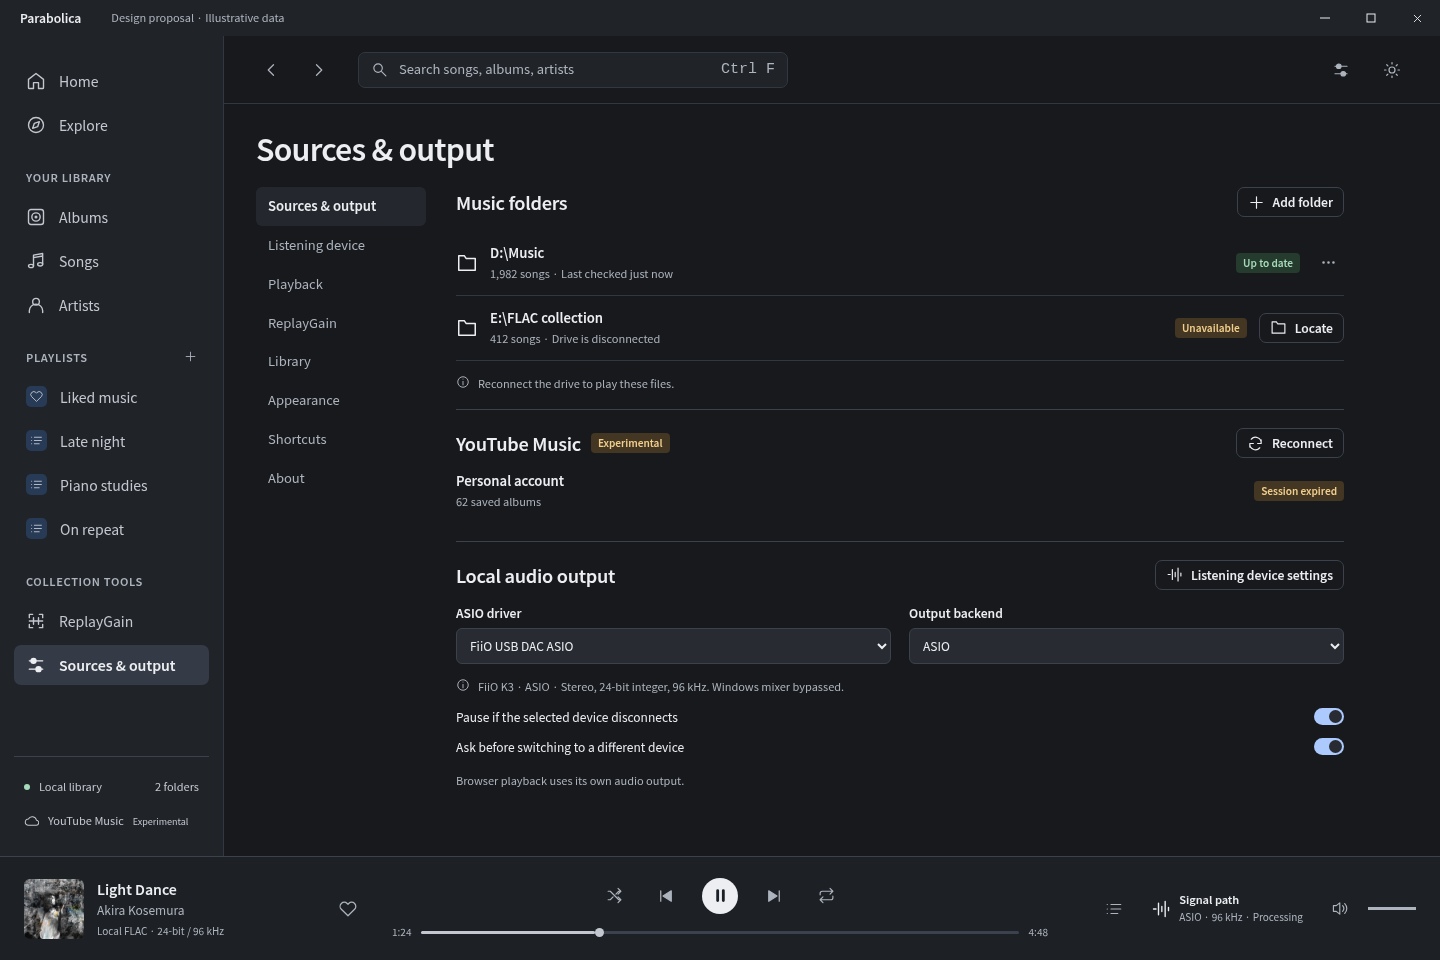 Parabolica
Design proposal · Illustrative data
Home
Explore
YOUR LIBRARY
Albums
Songs
Artists
PLAYLISTS
Liked music
Late night
Piano studies
On repeat
COLLECTION TOOLS
ReplayGain
Sources & output
Local library 2 folders
YouTube Music Experimental
Search songs, albums, artists Ctrl F
Sources & output
Sources & output
Listening device
Playback
ReplayGain
Library
Appearance
Shortcuts
About
Music folders
Add folder
D:\Music
1,982 songs · Last checked just now
Up to date
E:\FLAC collection
412 songs · Drive is disconnected
Unavailable
Locate
Reconnect the drive to play these files.
YouTube Music Experimental
Reconnect
Personal account
62 saved albums
Session expired
Local audio output
Listening device settings
ASIO driver
FiiO USB DAC ASIO
Output backend
ASIO
FiiO K3 · ASIO · Stereo, 24-bit integer, 96 kHz. Windows mixer bypassed.
Pause if the selected device disconnects
Ask before switching to a different device
Browser playback uses its own audio output.
Light Dance
Akira Kosemura
Local FLAC · 24-bit / 96 kHz
1:24
4:48
Signal path
ASIO · 96 kHz · Processing